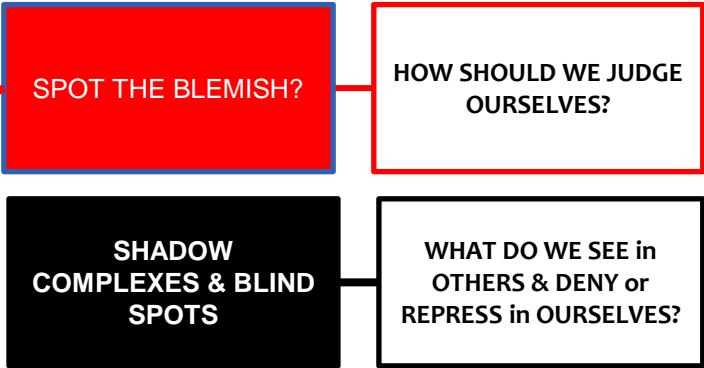 SPOT THE BLEMISH?
HOW SHOULD WE JUDGE
OURSELVES?
SHADOW
COMPLEXES & BLIND
SPOTS
WHAT DO WE SEE in
OTHERS & DENY or
REPRESS in OURSELVES?